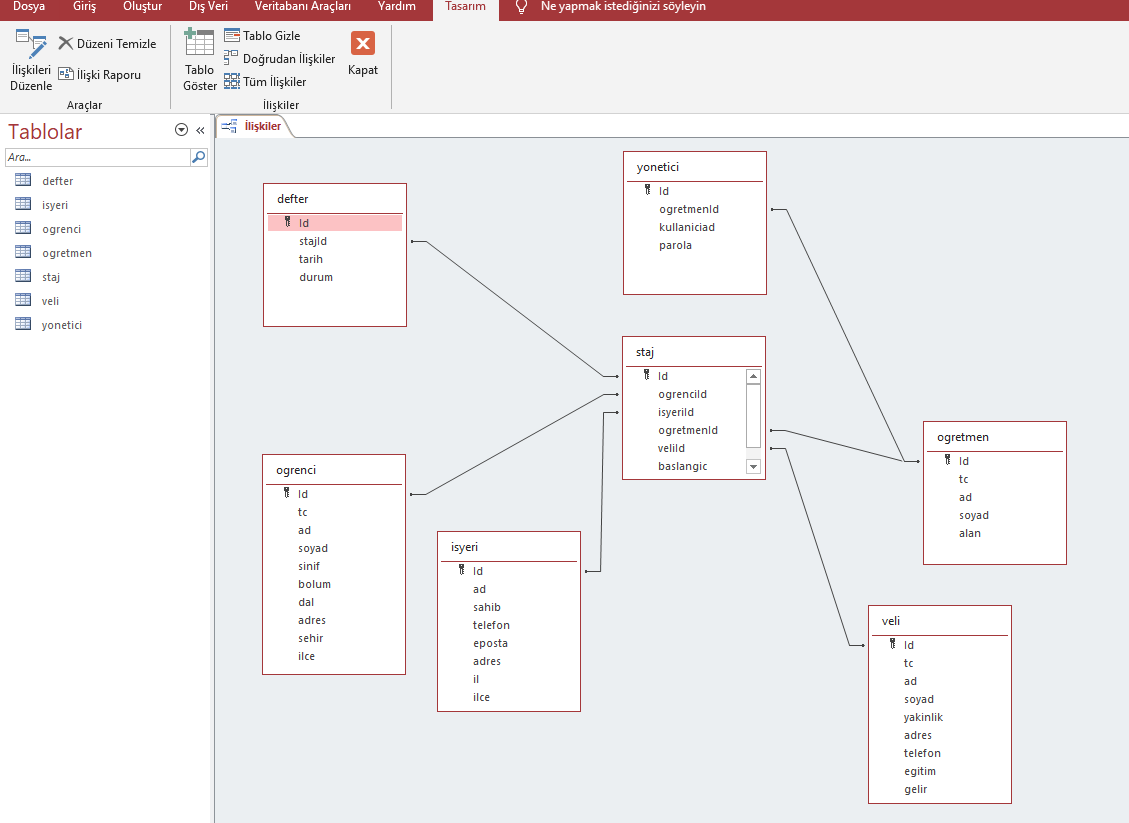 Dosya Giriş Oluştur Dış Veri Veritabanı Araçları Yardım Tasarım Ne yapmak istediğinizi söyleyin
İlişkileri Düzenle
Düzeni Temizle
İlişki Raporu
Araçlar
Tablo Göster
Tablo Gizle
Doğrudan İlişkiler
Tüm İlişkiler
Kapat
İlişkiler
Tablolar
Ara...
defter
isyeri
ogrenci
ogretmen
staj
veli
yonetici
İlişkiler
defter
Id
stajId
tarih
durum
yonetici
Id
ogretmenId
kullaniciad
parola
staj
Id
ogrenciId
isyeriId
ogretmenId
veliId
baslangic
ogretmen
Id
tc
ad
soyad
alan
ogrenci
Id
tc
ad
soyad
sinif
bolum
dal
adres
sehir
ilce
isyeri
Id
ad
sahib
telefon
eposta
adres
il
ilce
veli
Id
tc
ad
soyad
yakinlik
adres
telefon
egitim
gelir